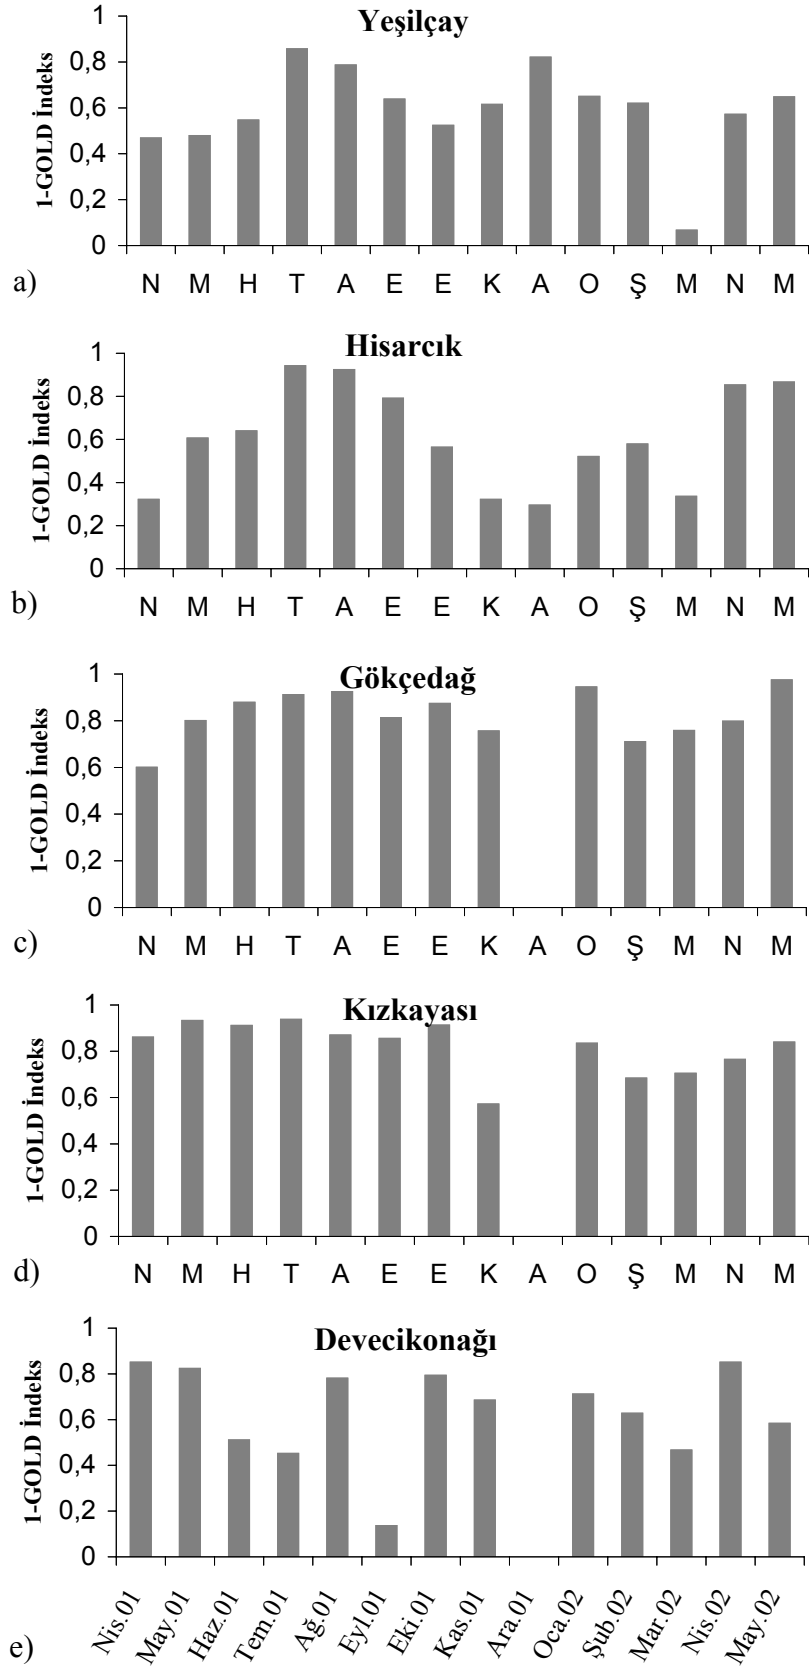 Yeşilçay
1-GOLD İndeks
1
0,8
0,6
0,4
0,2
0
a) N M H T A E E K A O Ş M N M
Hisarcık
1-GOLD İndeks
1
0,8
0,6
0,4
0,2
0
b) N M H T A E E K A O Ş M N M
Gökçedağ
1-GOLD İndeks
1
0,8
0,6
0,4
0,2
0
c) N M H T A E E K A O Ş M N M
Kızkayası
1-GOLD İndeks
1
0,8
0,6
0,4
0,2
0
d) N M H T A E E K A O Ş M N M
Devecikonağı
1-GOLD İndeks
1
0,8
0,6
0,4
0,2
0
e) Nis.01 May.01 Haz.01 Tem.01 Ağ.01 Eyl.01 Eki.01 Kas.01 Ara.01 Oca.02 Şub.02 Mar.02 Nis.02 May.02